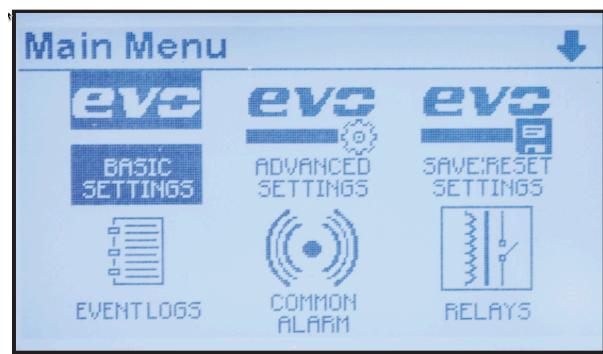 Main Menu
evo
evo
evo
BASIC
SETTINGS
ADVANCED
SETTINGS
SAVE:RESET
SETTINGS
EVENT LOGS
COMMON
ALARM
RELAYS